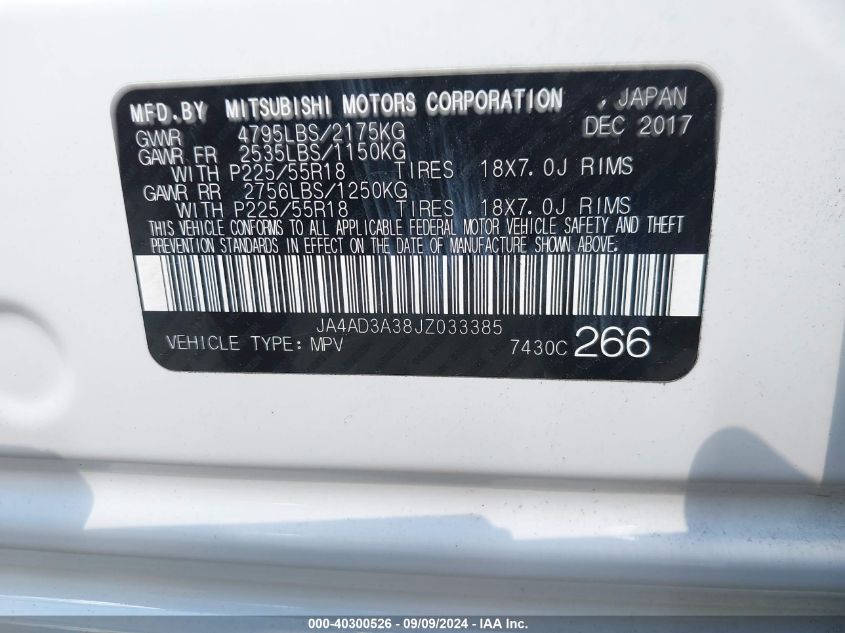 MFD.BY MITSUBISHI MOTORS CORPORATION , JAPAN
GVWR 4795LBS/2175KG DEC 2017
GAWR FR 2535LBS/1150KG
WITH P225/55R18 TIRES 18X7.0J RIMS
GAWR RR 2756LBS/1250KG
WITH P225/55R18 TIRES 18X7.0J RIMS
THIS VEHICLE CONFORMS TO ALL APPLICABLE FEDERAL MOTOR VEHICLE SAFETY AND THEFT
PREVENTION STANDARDS IN EFFECT ON THE DATE OF MANUFACTURE SHOWN ABOVE.
JA4AD3A38JZ033385
VEHICLE TYPE: MPV 7430C 266
000-40300526 - 09/09/2024 - IAA Inc.